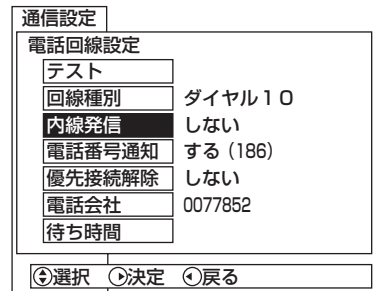 通信設定
電話回線設定
テスト
回線種別 ダイヤル１０
内線発信 しない
電話番号通知 する (186)
優先接続解除 しない
電話会社 0077852
待ち時間
選択 決定 戻る